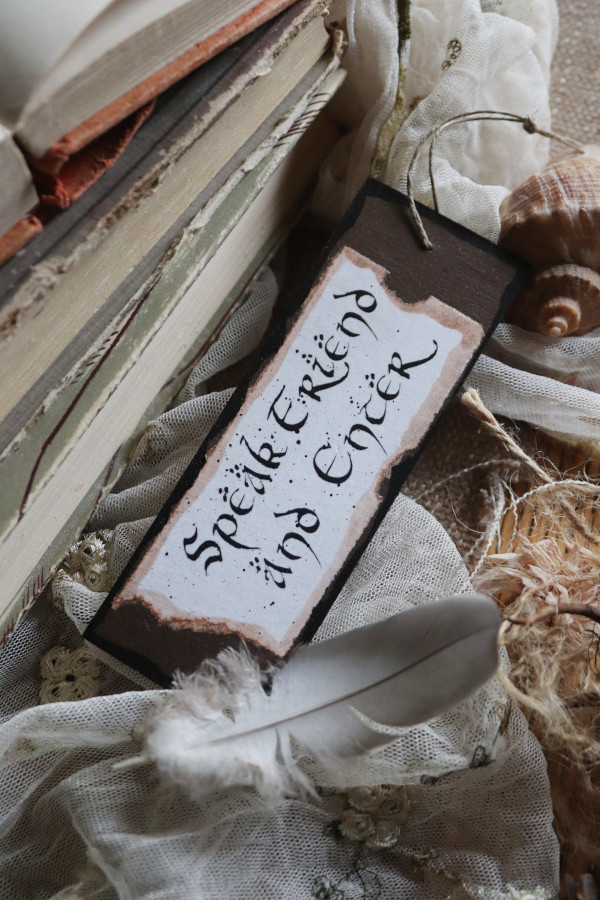 Speak Friend
and Enter